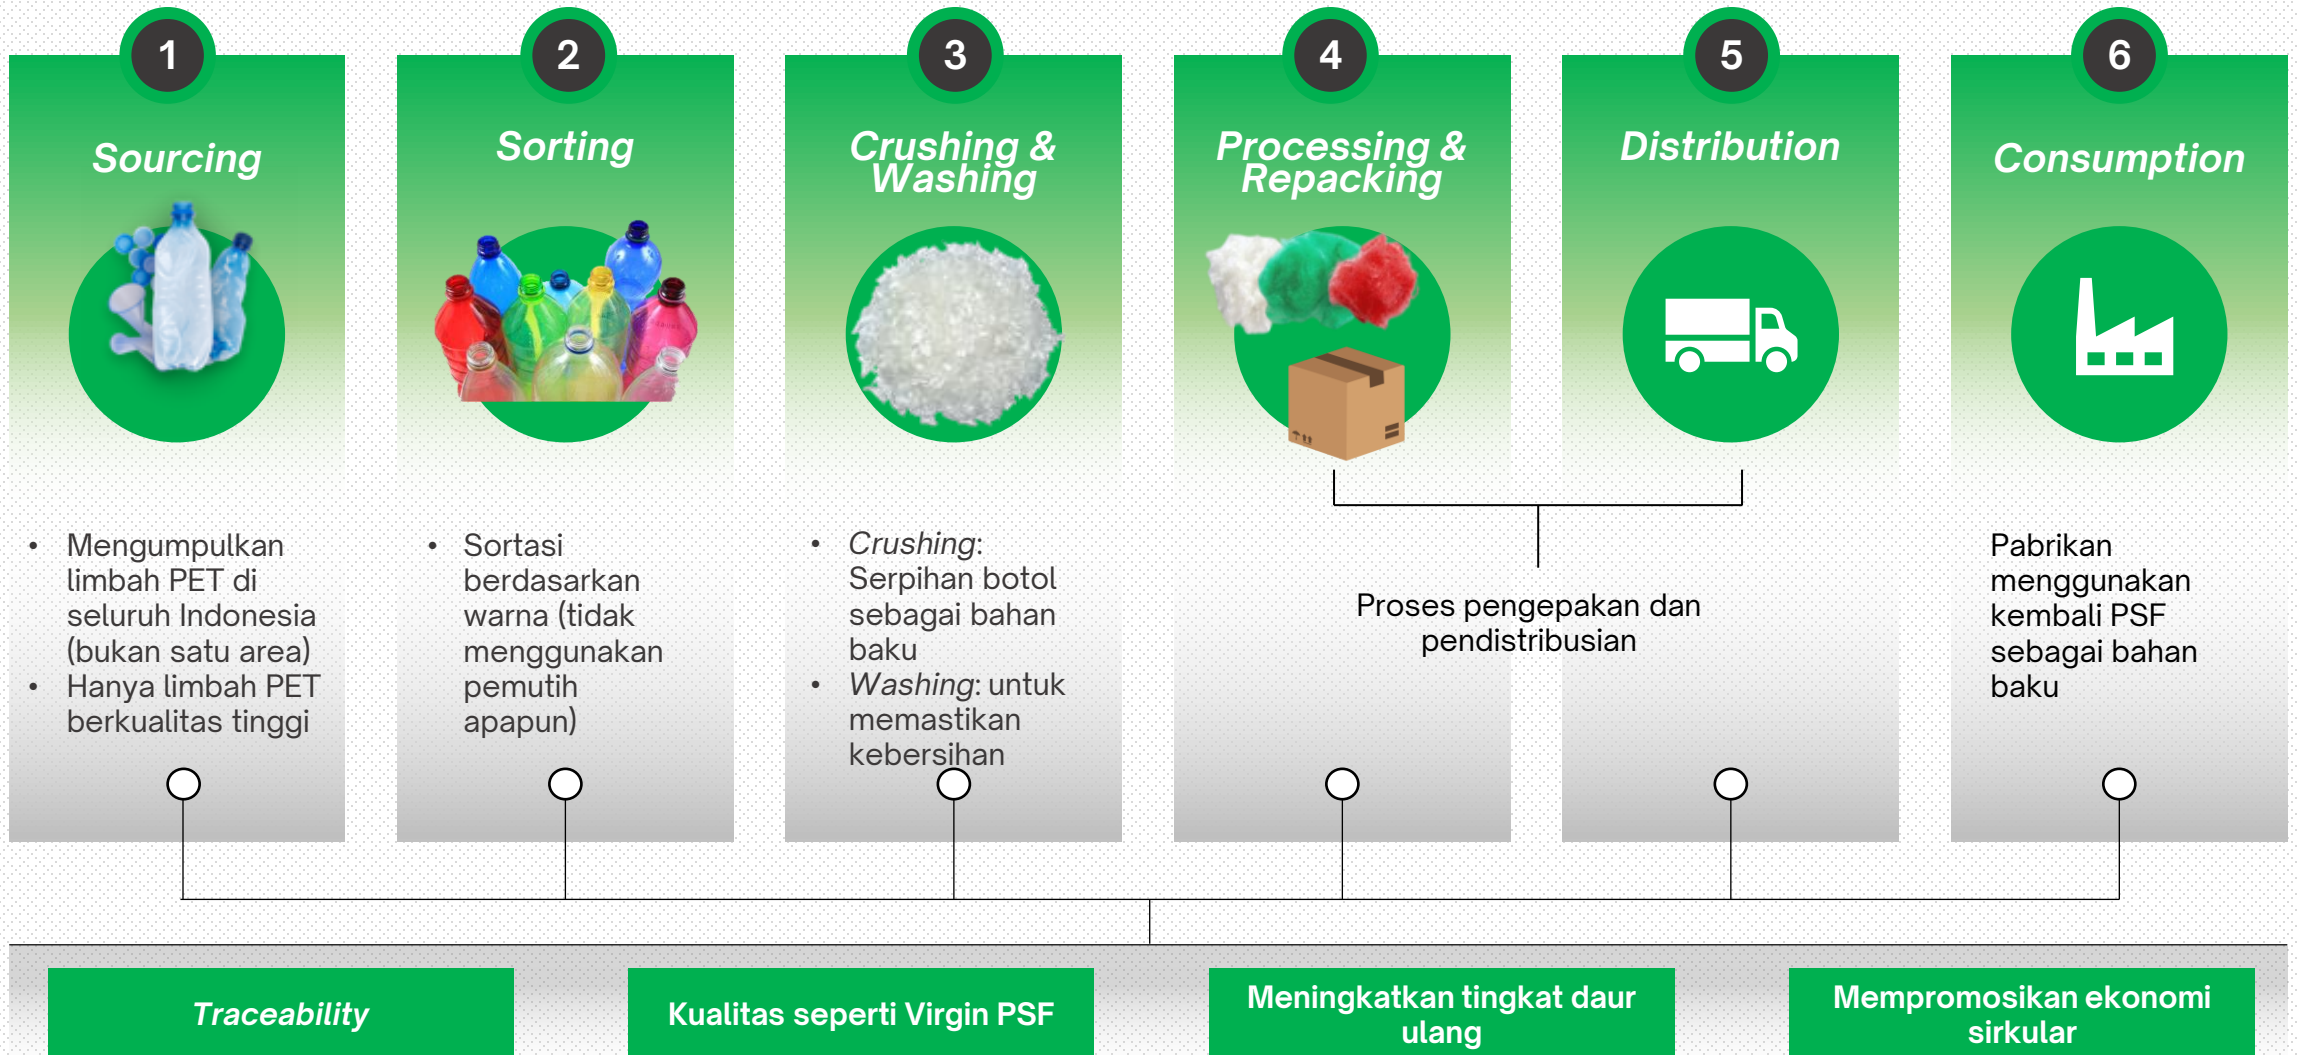 1
Sourcing
• Mengumpulkan
limbah PET di
seluruh Indonesia
(bukan satu area)
• Hanya limbah PET
berkualitas tinggi
2
Sorting
• Sortasi
berdasarkan
warna (tidak
menggunakan
pemutih
apapun)
3
Crushing &
Washing
• Crushing:
Serpihan botol
sebagai bahan
baku
• Washing: untuk
memastikan
kebersihan
4
Processing &
Repacking
5
Distribution
Proses pengepakan dan
pendistribusian
6
Consumption
Pabrikan
menggunakan
kembali PSF
sebagai bahan
baku
Traceability
Kualitas seperti Virgin PSF
Meningkatkan tingkat daur
ulang
Mempromosikan ekonomi
sirkular